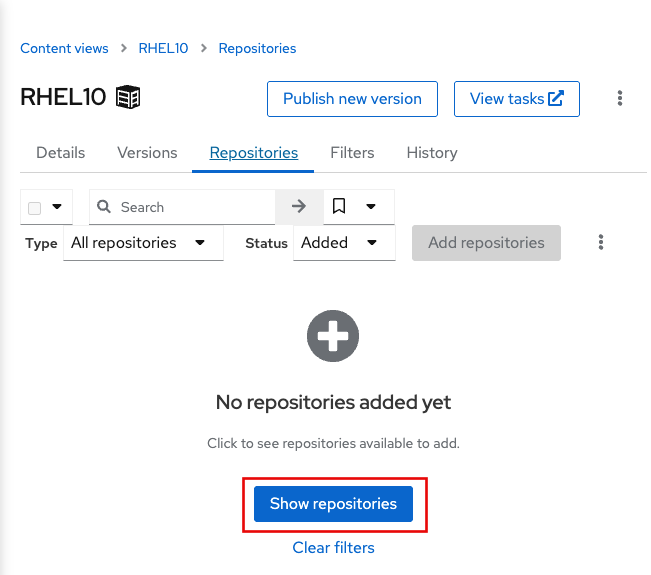 Content views > RHEL10 > Repositories
RHEL10 Publish new version View tasks
Details Versions Repositories Filters History
Search
Type All repositories Status Added Add repositories
No repositories added yet
Click to see repositories available to add.
Show repositories
Clear filters